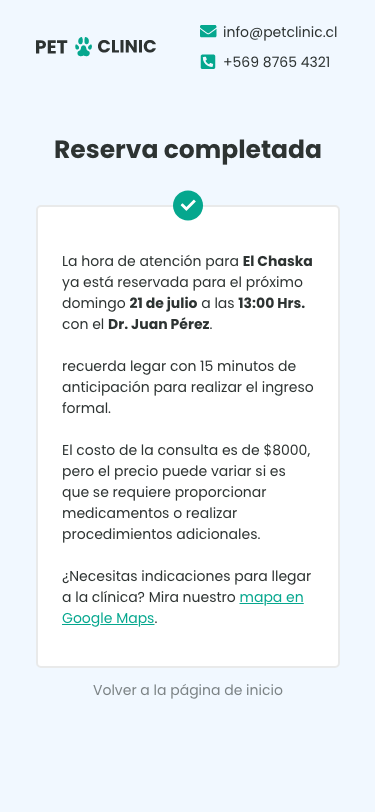 PET CLINIC
info@petclinic.cl
+569 8765 4321
Reserva completada
La hora de atención para El Chaska
ya está reservada para el próximo
domingo 21 de julio a las 13:00 Hrs.
con el Dr. Juan Pérez.
recuerda legar con 15 minutos de
anticipación para realizar el ingreso
formal.
El costo de la consulta es de $8000,
pero el precio puede variar si es
que se requiere proporcionar
medicamentos o realizar
procedimientos adicionales.
¿Necesitas indicaciones para llegar
a la clínica? Mira nuestro mapa en
Google Maps.
Volver a la página de inicio